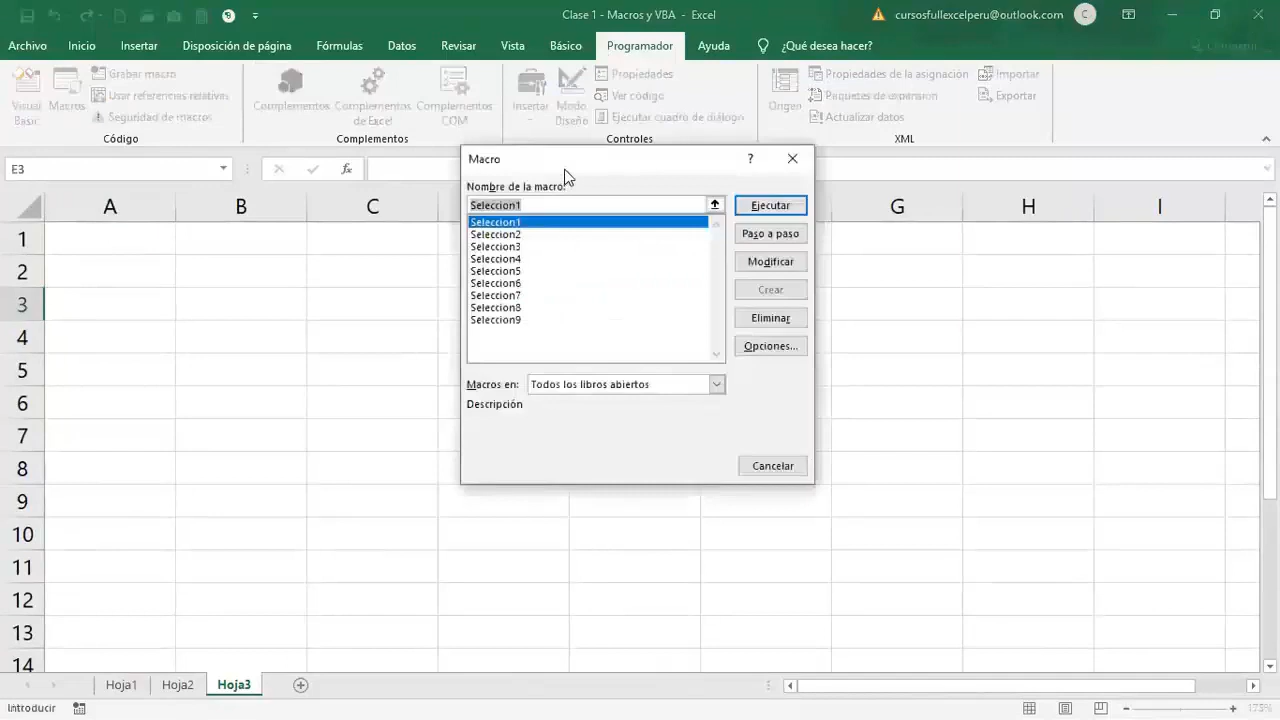 Clase 1 - Macros y VBA - Excel
cursosfullexcelperu@outlook.com
C
Archivo Inicio Insertar Disposición de página Fórmulas Datos Revisar Vista Básico Programador Ayuda ¿Qué desea hacer? Compartir
Visual Basic
Macros
Grabar macro
Usar referencias relativas
Seguridad de macros
Código
Complementos
Complementos de Excel
Complementos COM
Complementos
Insertar
Modo Diseño
Propiedades
Ver código
Ejecutar cuadro de diálogo
Controles
Origen
Propiedades de la asignación
Paquetes de expansión
Actualizar datos
Importar
Exportar
XML
E3
fx
Macro
?
Nombre de la macro:
Seleccion1
Seleccion1
Seleccion2
Seleccion3
Seleccion4
Seleccion5
Seleccion6
Seleccion7
Seleccion8
Seleccion9
Ejecutar
Paso a paso
Modificar
Crear
Eliminar
Opciones...
Macros en: Todos los libros abiertos
Descripción
Cancelar
A B C G H I
1
2
3
4
5
6
7
8
9
10
11
12
13
14
Hoja1 Hoja2 Hoja3
Introducir
175%